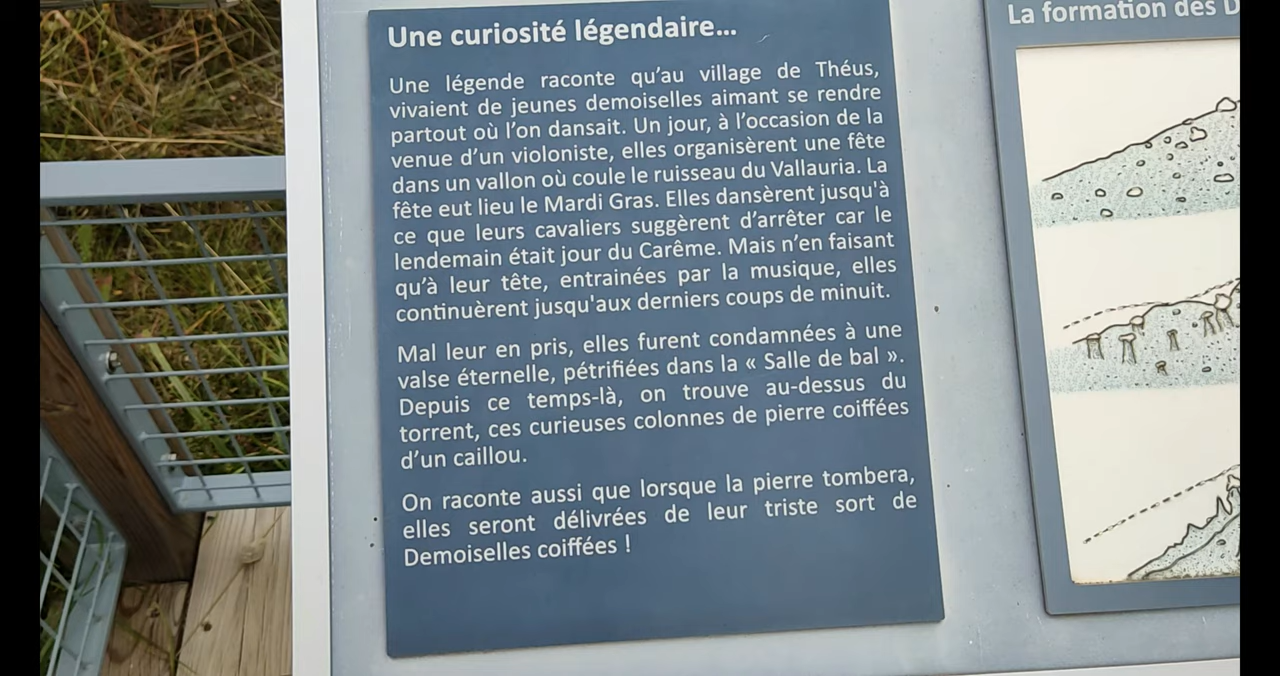 Une curiosité légendaire...
Une légende raconte qu'au village de Théus,
vivaient de jeunes demoiselles aimant se rendre
partout où l'on dansait. Un jour, à l'occasion de la
venue d'un violoniste, elles organisèrent une fête
dans un vallon où coule le ruisseau du Vallauria. La
fête eut lieu le Mardi Gras. Elles dansèrent jusqu'à
ce que leurs cavaliers suggèrent d'arrêter car le
lendemain était jour du Carême. Mais n'en faisant
qu'à leur tête, entrainées par la musique, elles
continuèrent jusqu'aux derniers coups de minuit.
Mal leur en pris, elles furent condamnées à une
valse éternelle, pétrifiées dans la « Salle de bal ».
Depuis ce temps-là, on trouve au-dessus du
torrent, ces curieuses colonnes de pierre coiffées
d'un caillou.
On raconte aussi que lorsque la pierre tombera,
elles seront délivrées de leur triste sort de
Demoiselles coiffées !
La formation des D